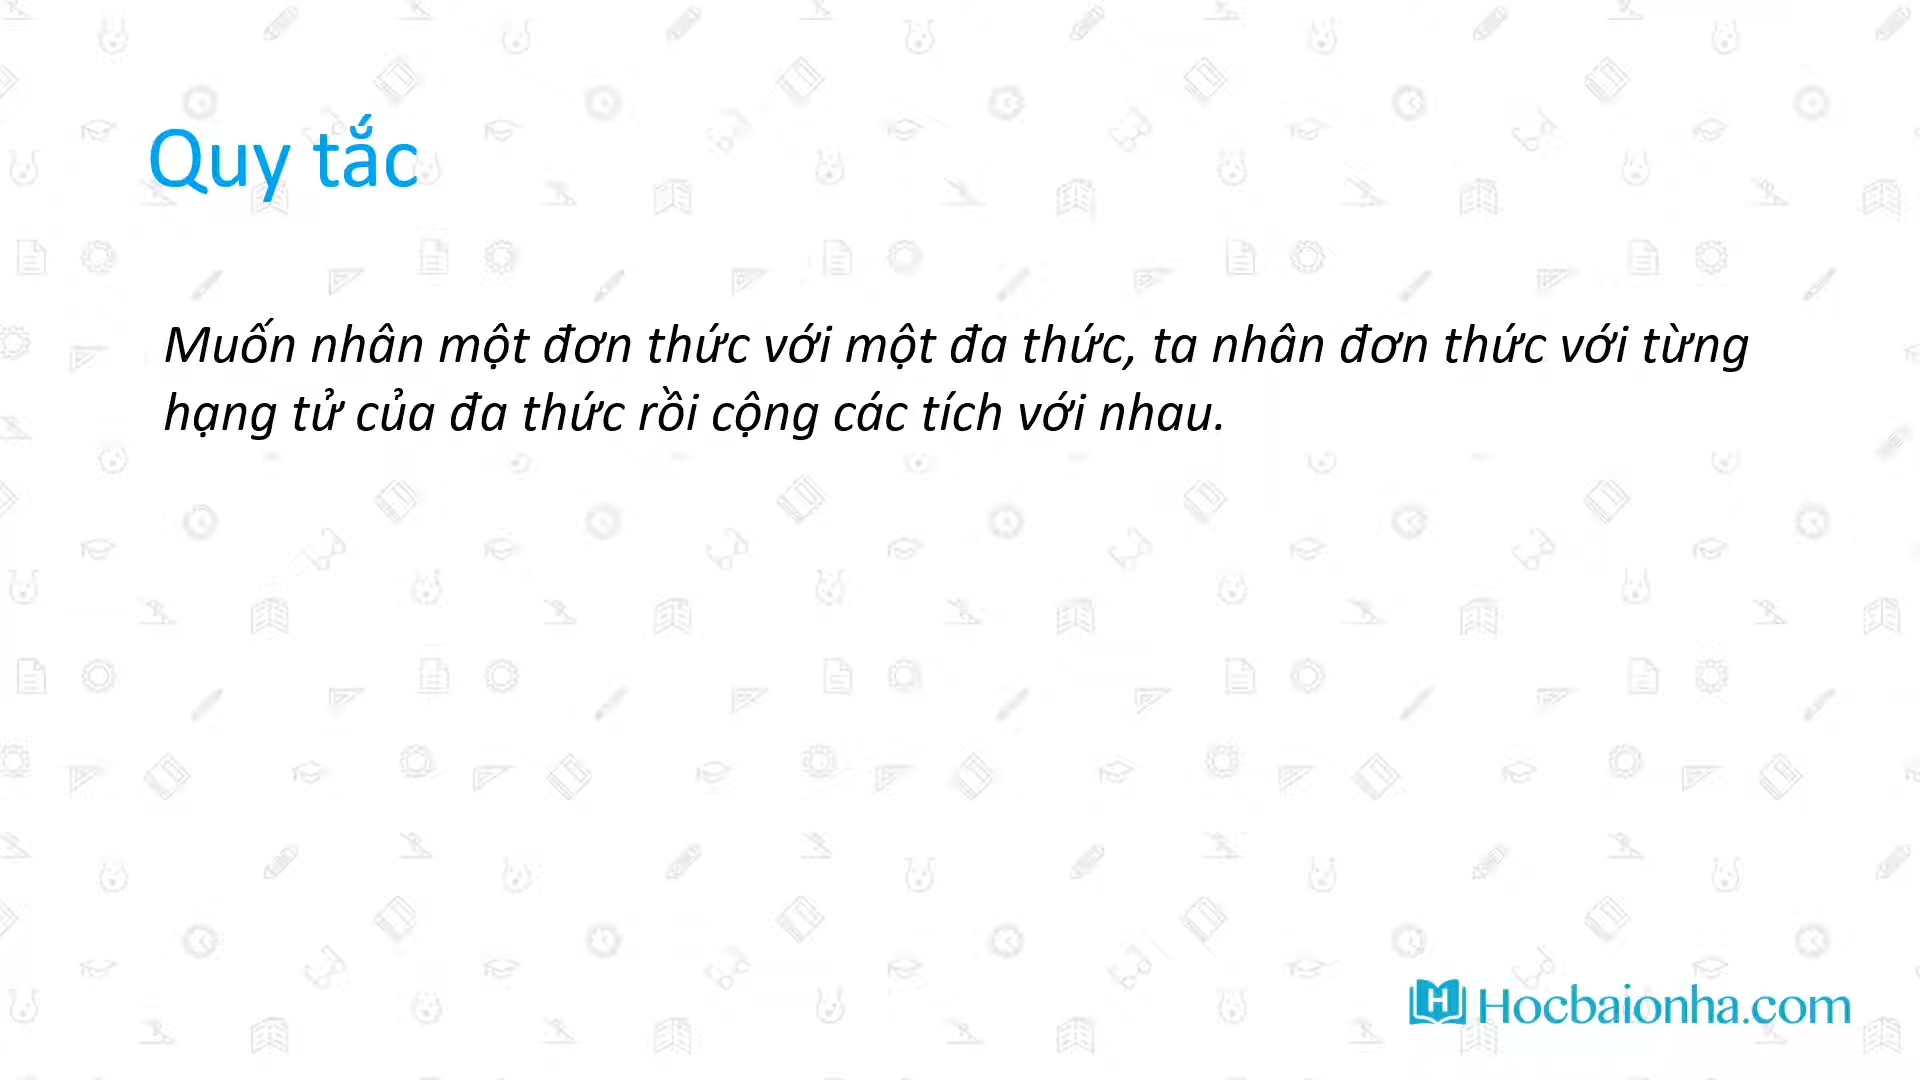 Quy tắc
Muốn nhân một đơn thức với một đa thức, ta nhân đơn thức với từng
hạng tử của đa thức rồi cộng các tích với nhau.
H Hocbaionha.com